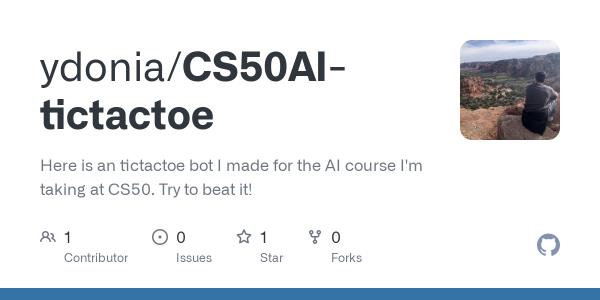 ydonia/CS50AI-
tictactoe
Here is an tictactoe bot I made for the AI course I'm
taking at CS50. Try to beat it!
1 0 1 0
Contributor Issues Star Forks